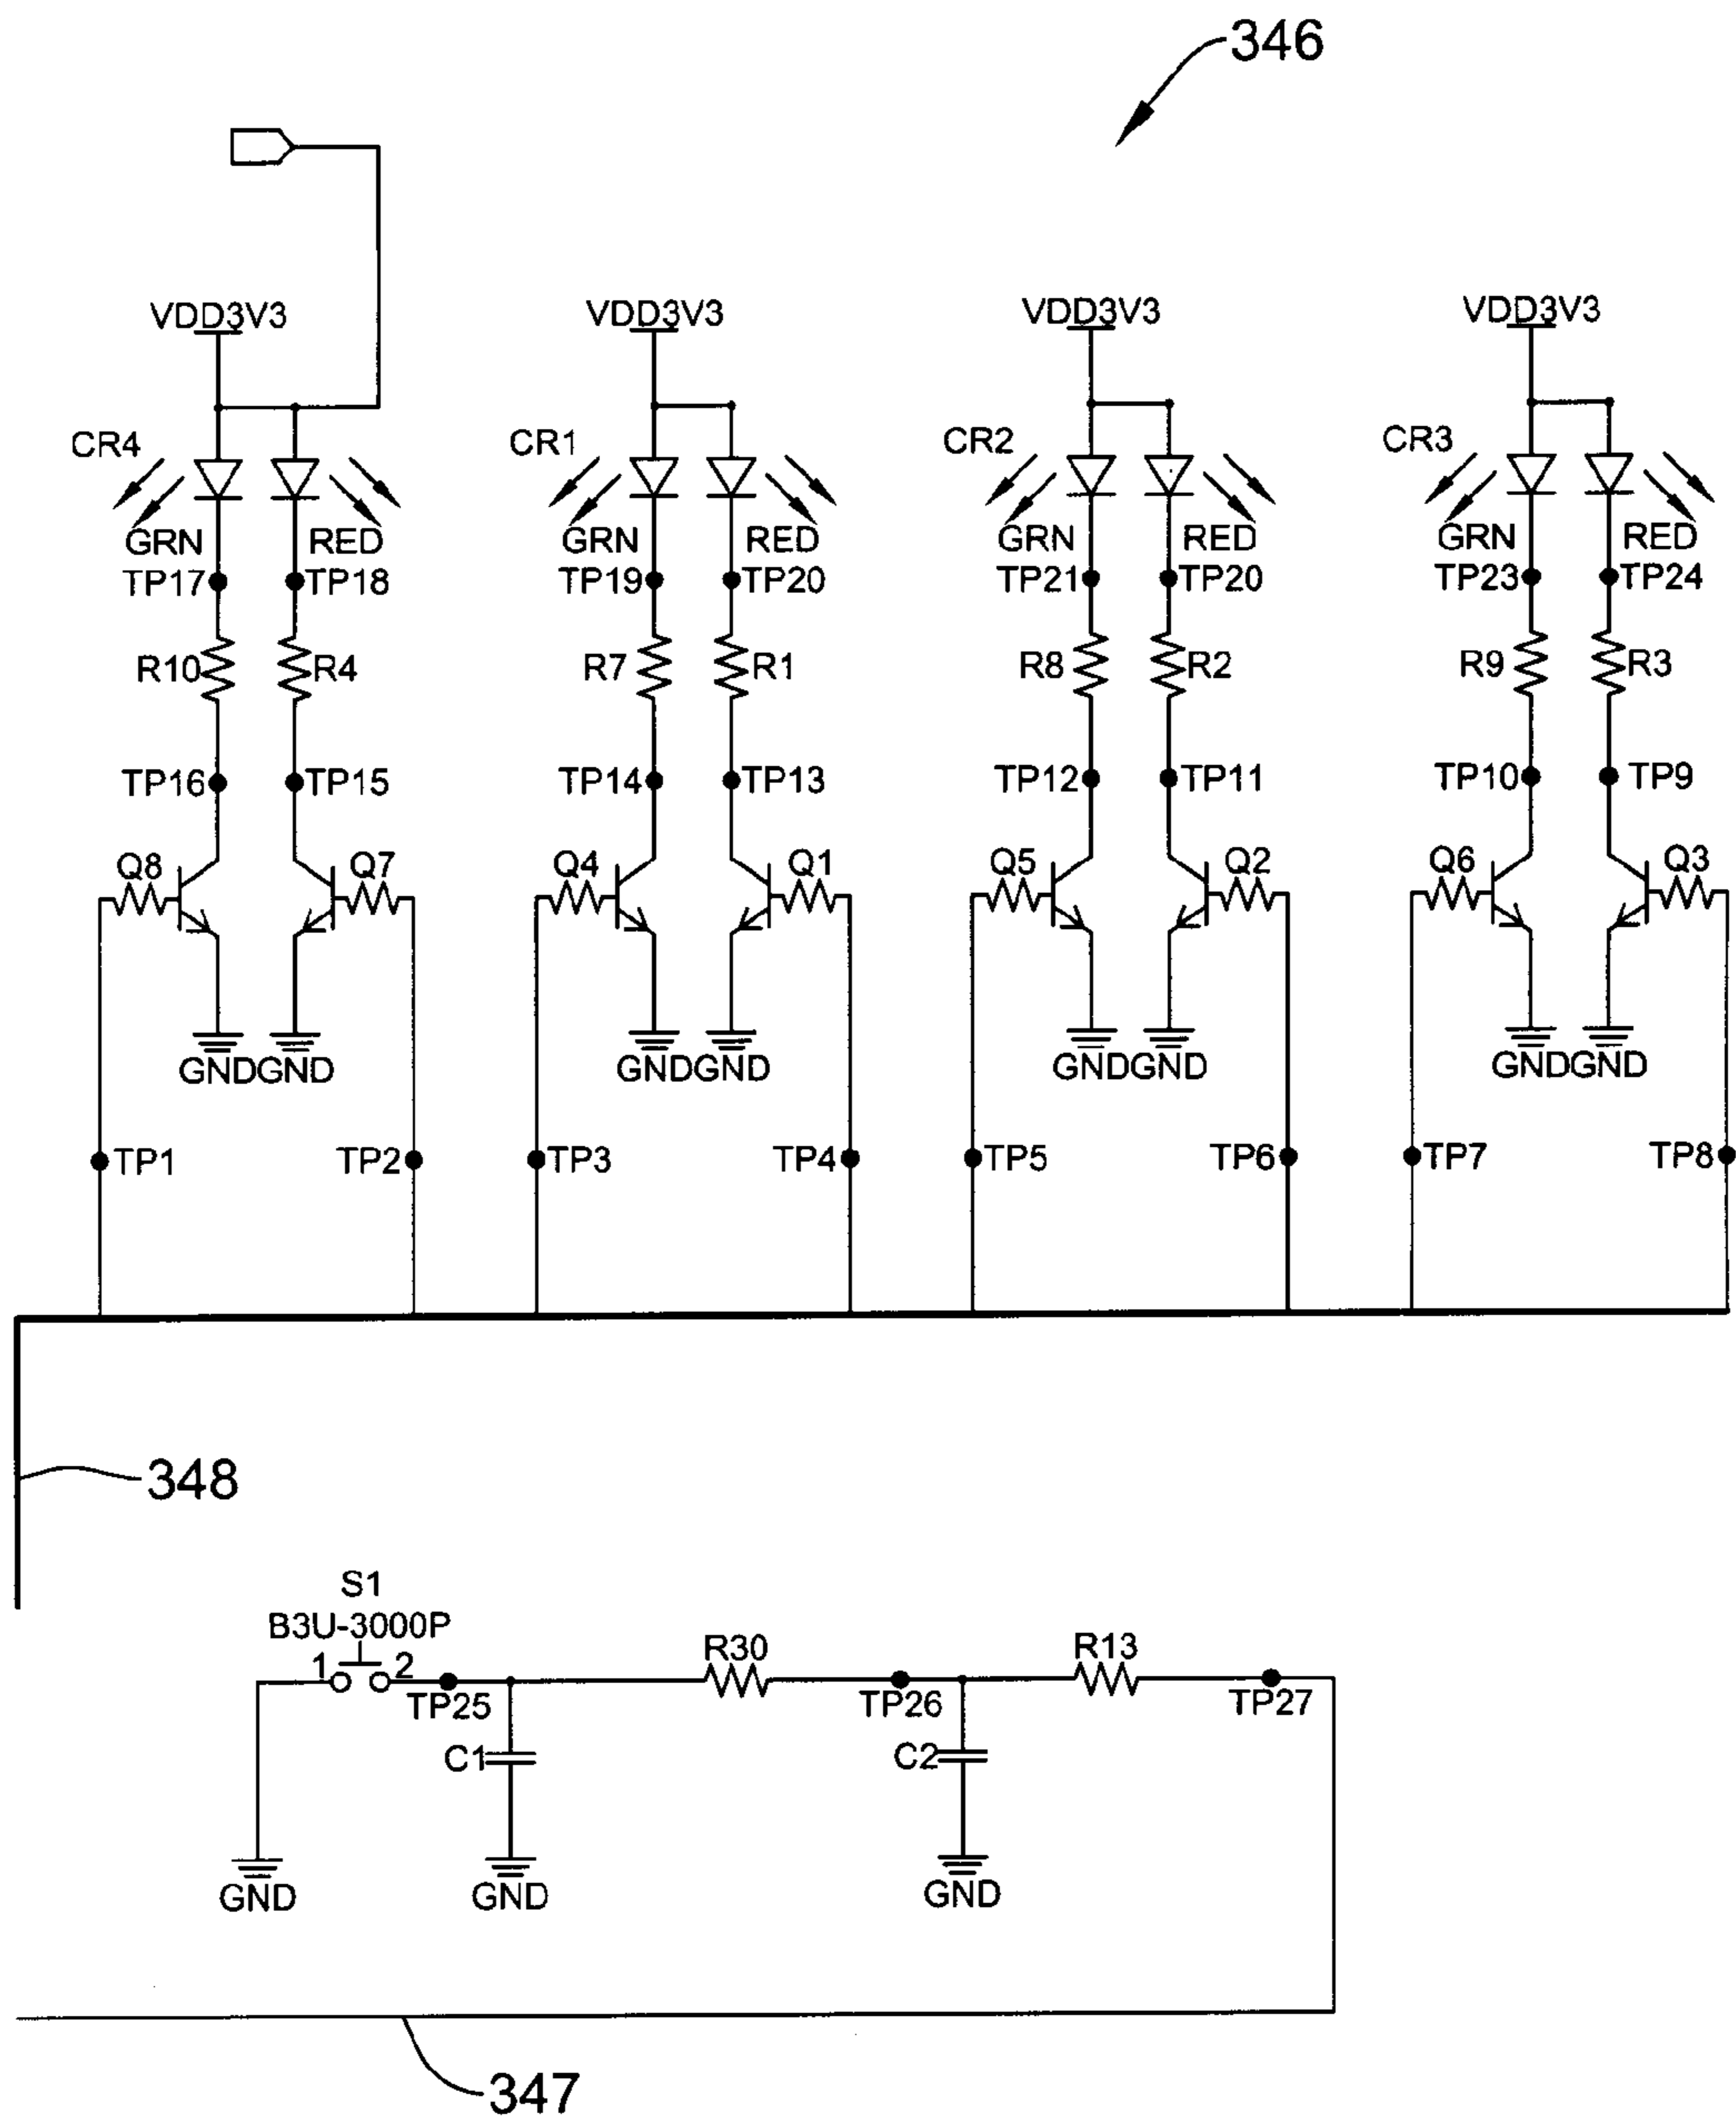 346
VDD3V3 VDD3V3 VDD3V3 VDD3V3
CR4 CR1 CR2 CR3
GRN RED GRN RED GRN RED GRN RED
TP17 TP18 TP19 TP20 TP21 TP20 TP23 TP24
R10 R4 R7 R1 R8 R2 R9 R3
TP16 TP15 TP14 TP13 TP12 TP11 TP10 TP9
Q8 Q7 Q4 Q1 Q5 Q2 Q6 Q3
GND GND GND GND GND GND GND GND
TP1 TP2 TP3 TP4 TP5 TP6 TP7 TP8
348
S1
B3U-3000P
1 2 R30 R13
TP25 TP26 TP27
C1 C2
GND GND GND
347